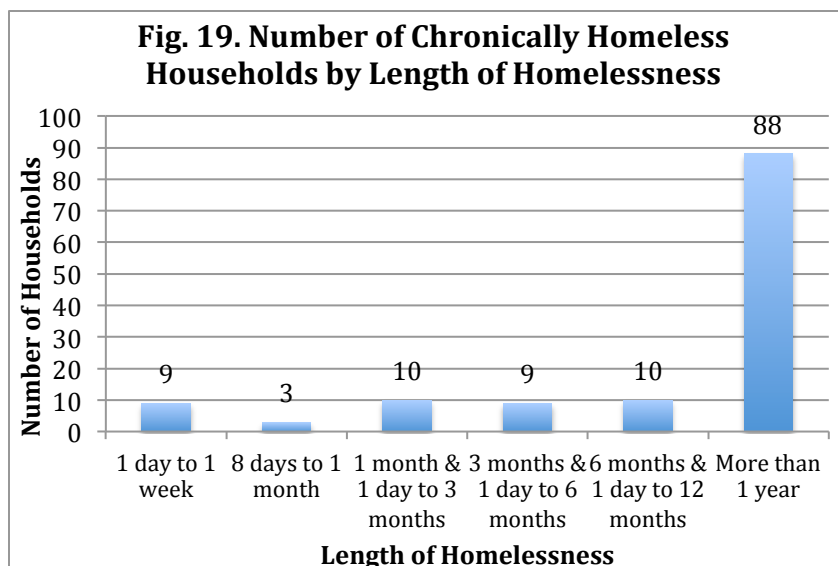 Fig. 19. Number of Chronically Homeless
Households by Length of Homelessness
Number of Households
100
90
80
70
60
50
40
30
20
10
0
9
3
10
9
10
88
1 day to 1
week
8 days to 1
month
1 month &
1 day to 3
months
3 months &
1 day to 6
months
6 months &
1 day to 12
months
More than
1 year
Length of Homelessness